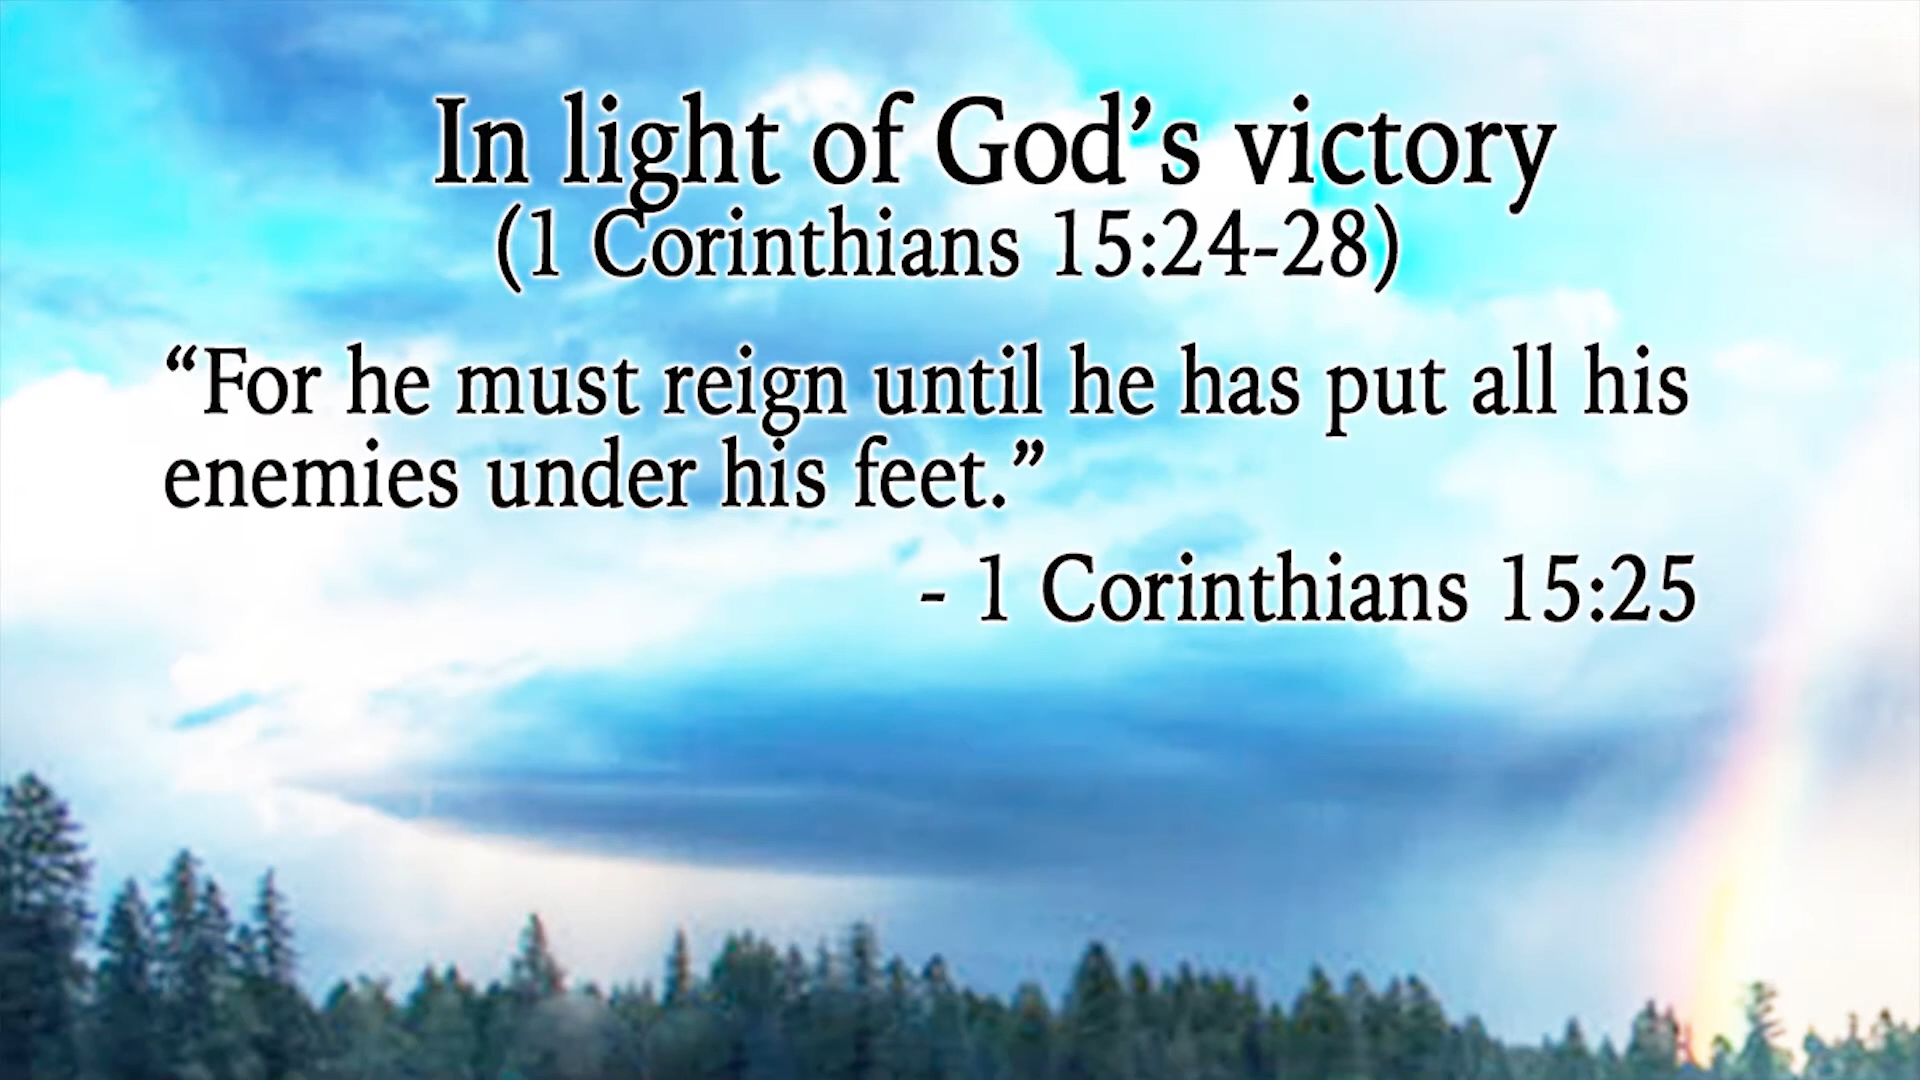 In light of God’s victory
(1 Corinthians 15:24-28)
“For he must reign until he has put all his
enemies under his feet.”
- 1 Corinthians 15:25